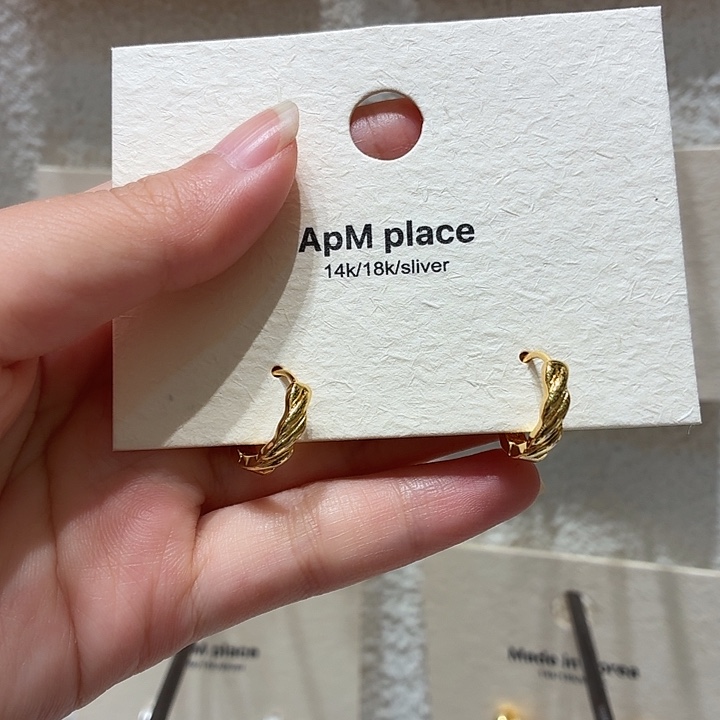 ApM place
14k/18k/sliver
M place
Made in Korea